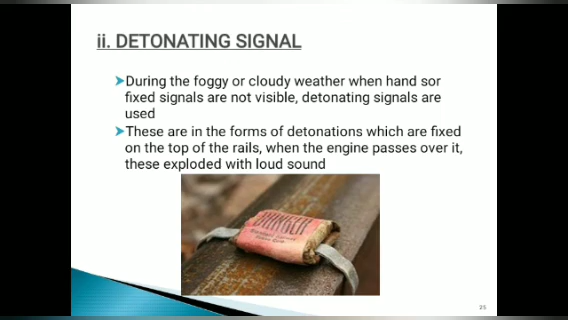 ii. DETONATING SIGNAL
➤During the foggy or cloudy weather when hand sor
fixed signals are not visible, detonating signals are
used
➤These are in the forms of detonations which are fixed
on the top of the rails, when the engine passes over it,
these exploded with loud sound
DANGER